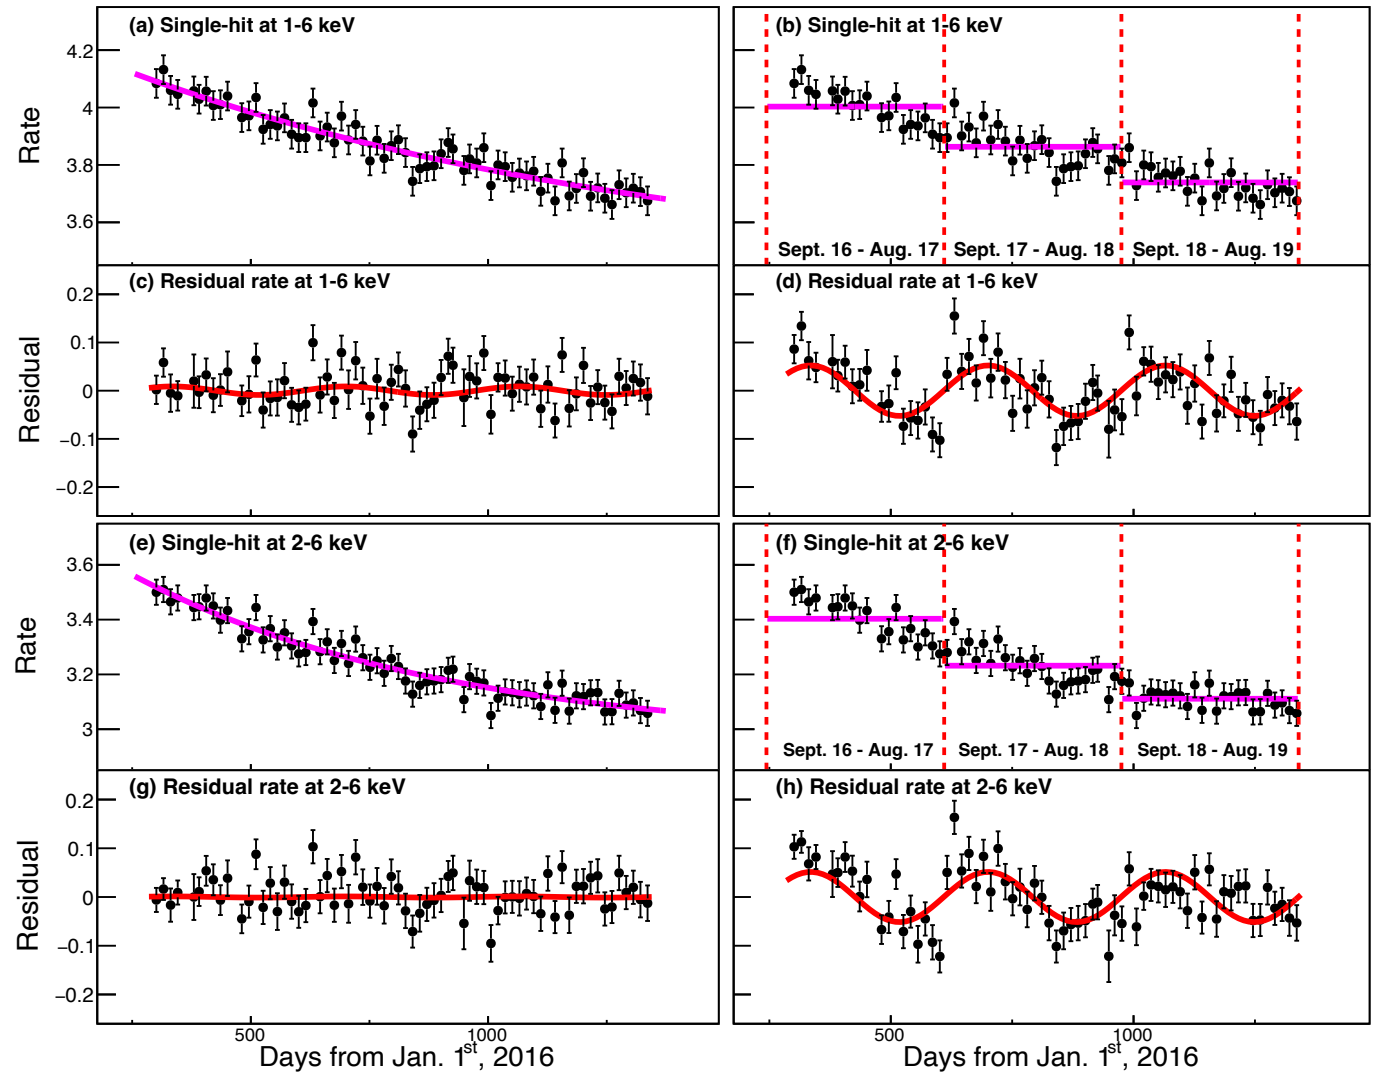 (a) Single-hit at 1-6 keV
(b) Single-hit at 1-6 keV
4.2
4
3.8
3.6
Rate
Sept. 16 - Aug. 17
Sept. 17 - Aug. 18
Sept. 18 - Aug. 19
(c) Residual rate at 1-6 keV
(d) Residual rate at 1-6 keV
0.2
0.1
0
−0.1
−0.2
Residual
(e) Single-hit at 2-6 keV
(f) Single-hit at 2-6 keV
3.6
3.4
3.2
3
Rate
Sept. 16 - Aug. 17
Sept. 17 - Aug. 18
Sept. 18 - Aug. 19
(g) Residual rate at 2-6 keV
(h) Residual rate at 2-6 keV
0.2
0.1
0
−0.1
−0.2
Residual
500
1000
500
1000
Days from Jan. 1st, 2016
Days from Jan. 1st, 2016